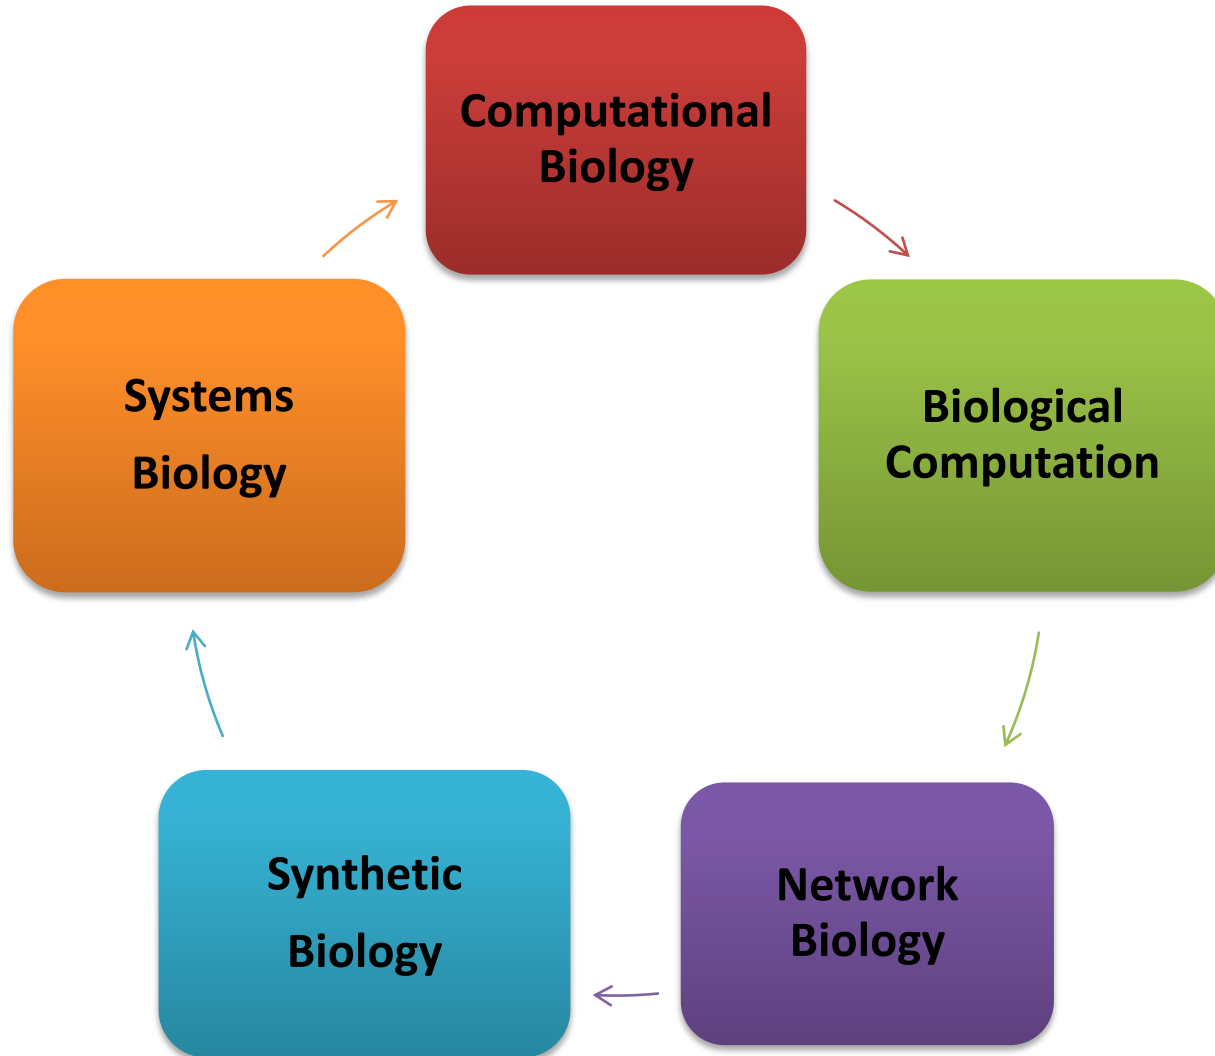 Computational
Biology
Biological
Computation
Network
Biology
Synthetic
Biology
Systems
Biology